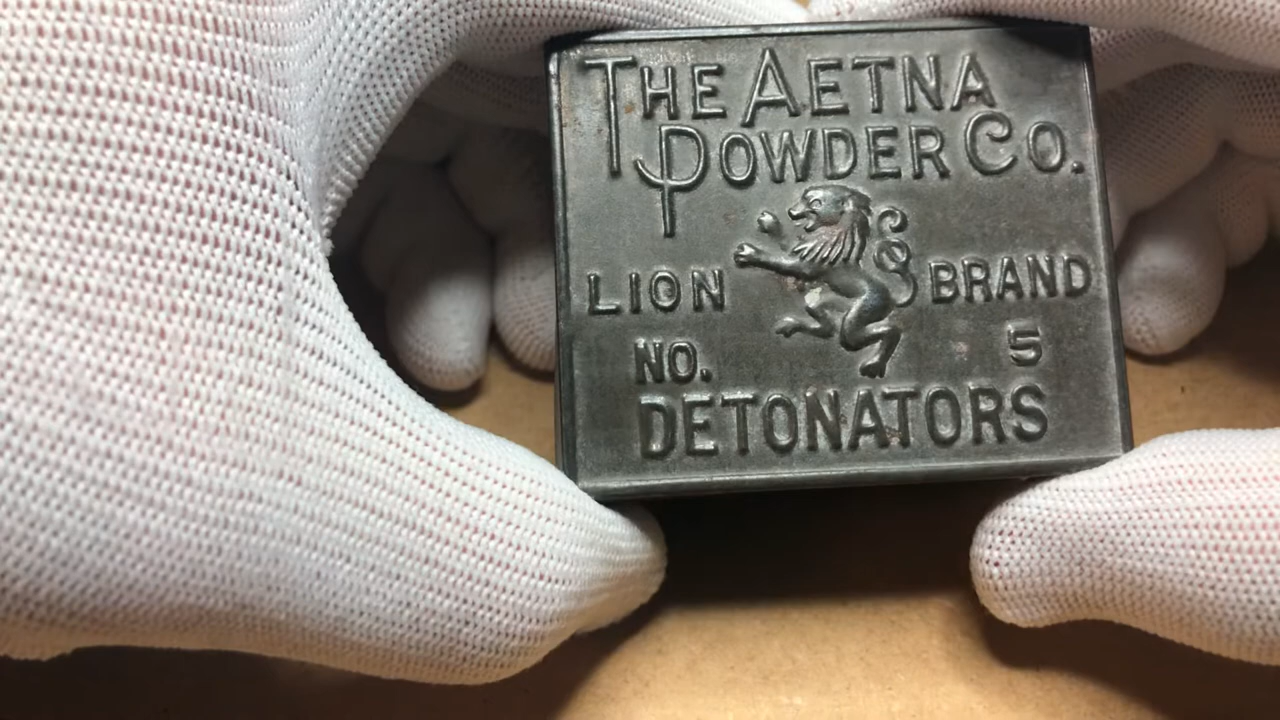 THE AETNA
POWDER CO.
LION BRAND
NO. 5
DETONATORS